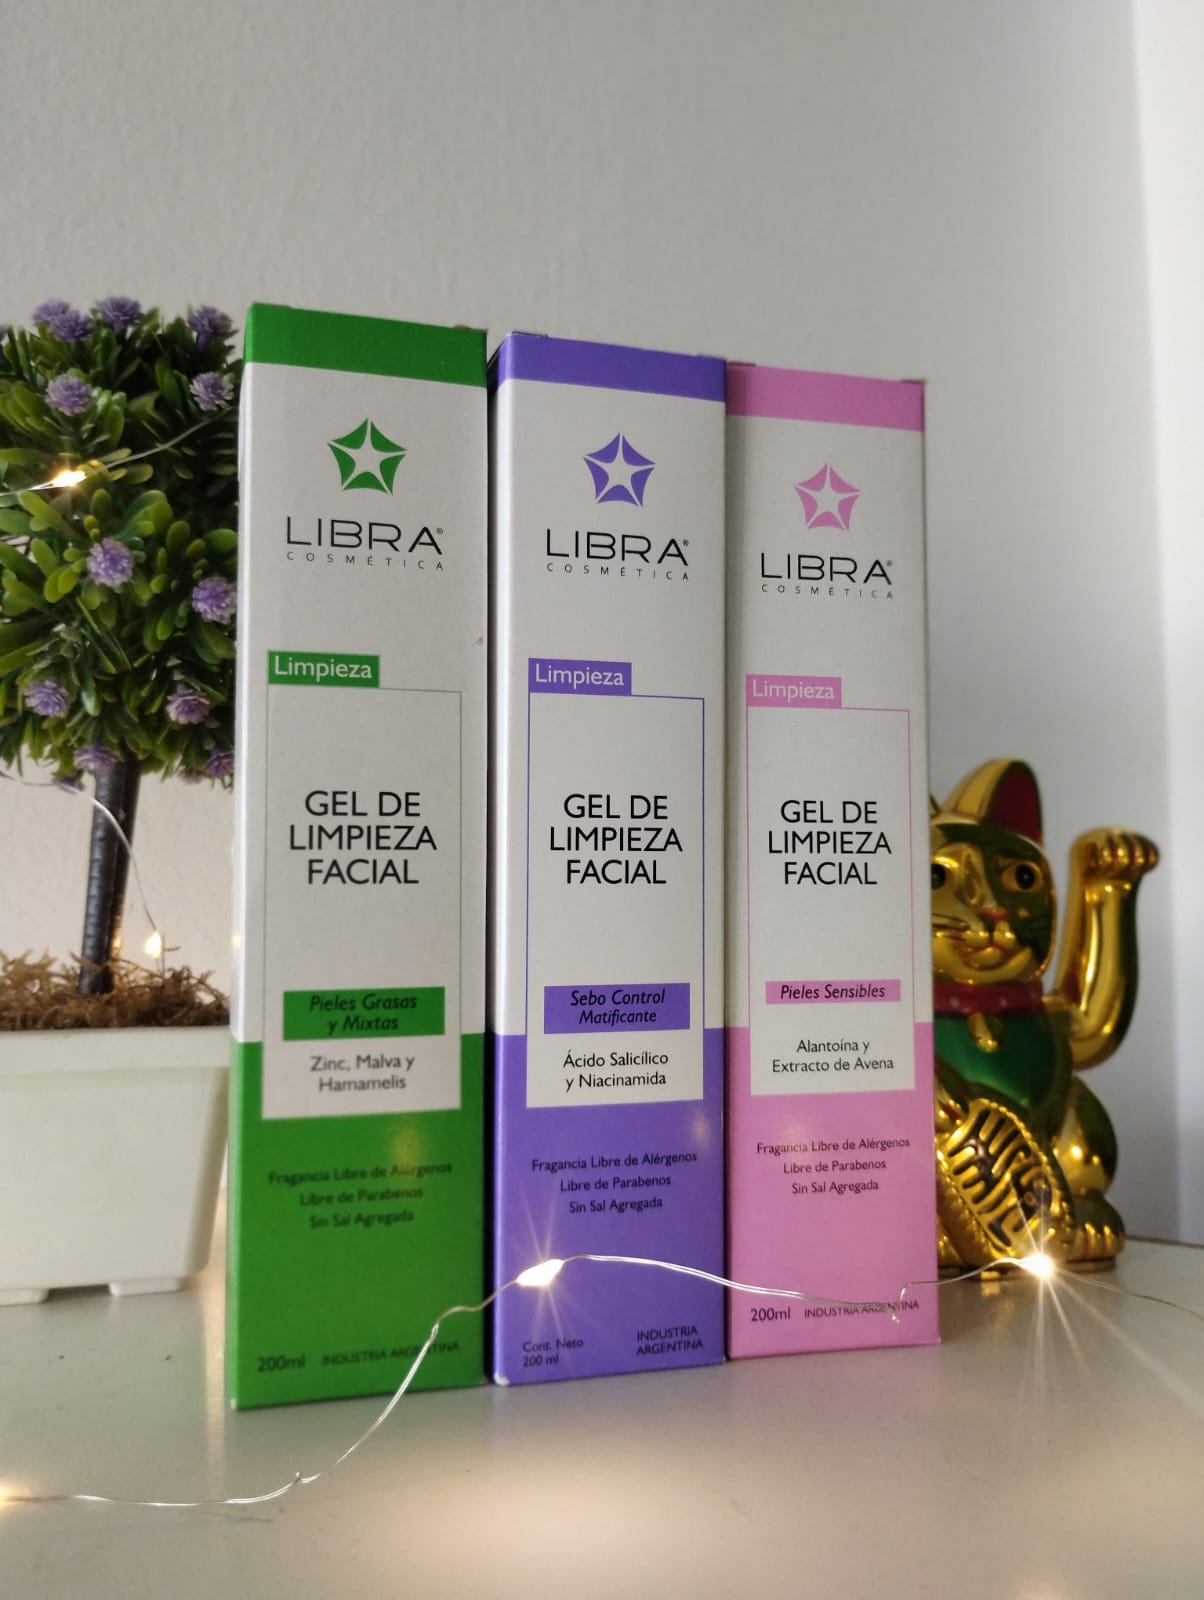 LIBRA®
COSMÉTICA
Limpieza
GEL DE
LIMPIEZA
FACIAL
Pieles Grasas
y Mixtas
Zinc, Malva y
Hamamelis
Fragancia Libre de Alérgenos
Libre de Parabenos
Sin Sal Agregada
200ml INDUSTRIA ARGENTINA
LIBRA®
COSMÉTICA
Limpieza
GEL DE
LIMPIEZA
FACIAL
Sebo Control
Matificante
Ácido Salicílico
y Niacinamida
Fragancia Libre de Alérgenos
Libre de Parabenos
Sin Sal Agregada
Cont. Neto
200 ml
INDUSTRIA
ARGENTINA
LIBRA®
COSMÉTICA
Limpieza
GEL DE
LIMPIEZA
FACIAL
Pieles Sensibles
Alantoína y
Extracto de Avena
Fragancia Libre de Alérgenos
Libre de Parabenos
Sin Sal Agregada
200ml INDUSTRIA ARGENTINA